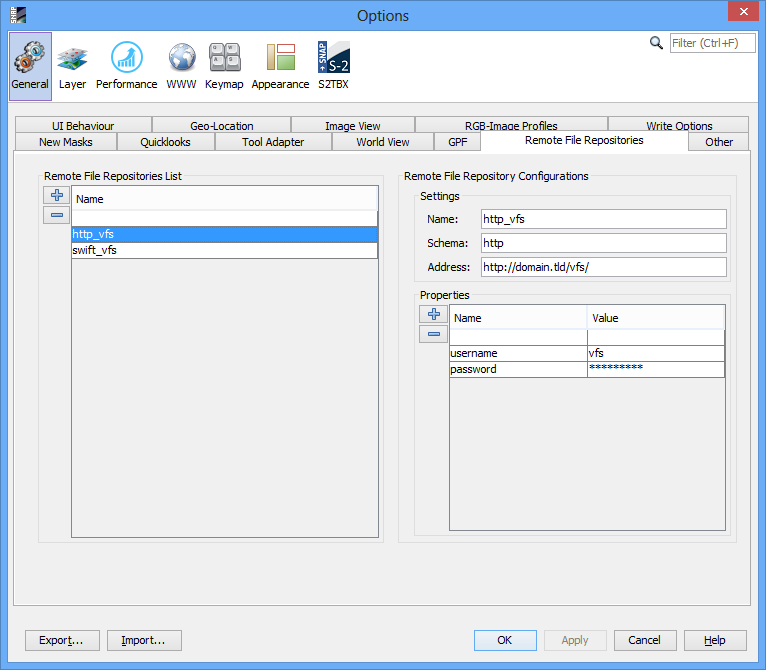 SNAP
Options
Filter (Ctrl+F)
+ SNAP
S-2
General Layer Performance WWW Keymap Appearance S2TBX
UI Behaviour Geo-Location Image View RGB-Image Profiles Write Options
New Masks Quicklooks Tool Adapter World View GPF Remote File Repositories Other
Remote File Repositories List
Name
http_vfs
swift_vfs
Remote File Repository Configurations
Settings
Name: http_vfs
Schema: http
Address: http://domain.tld/vfs/
Properties
Name Value
username vfs
password *********
Export... Import... OK Apply Cancel Help